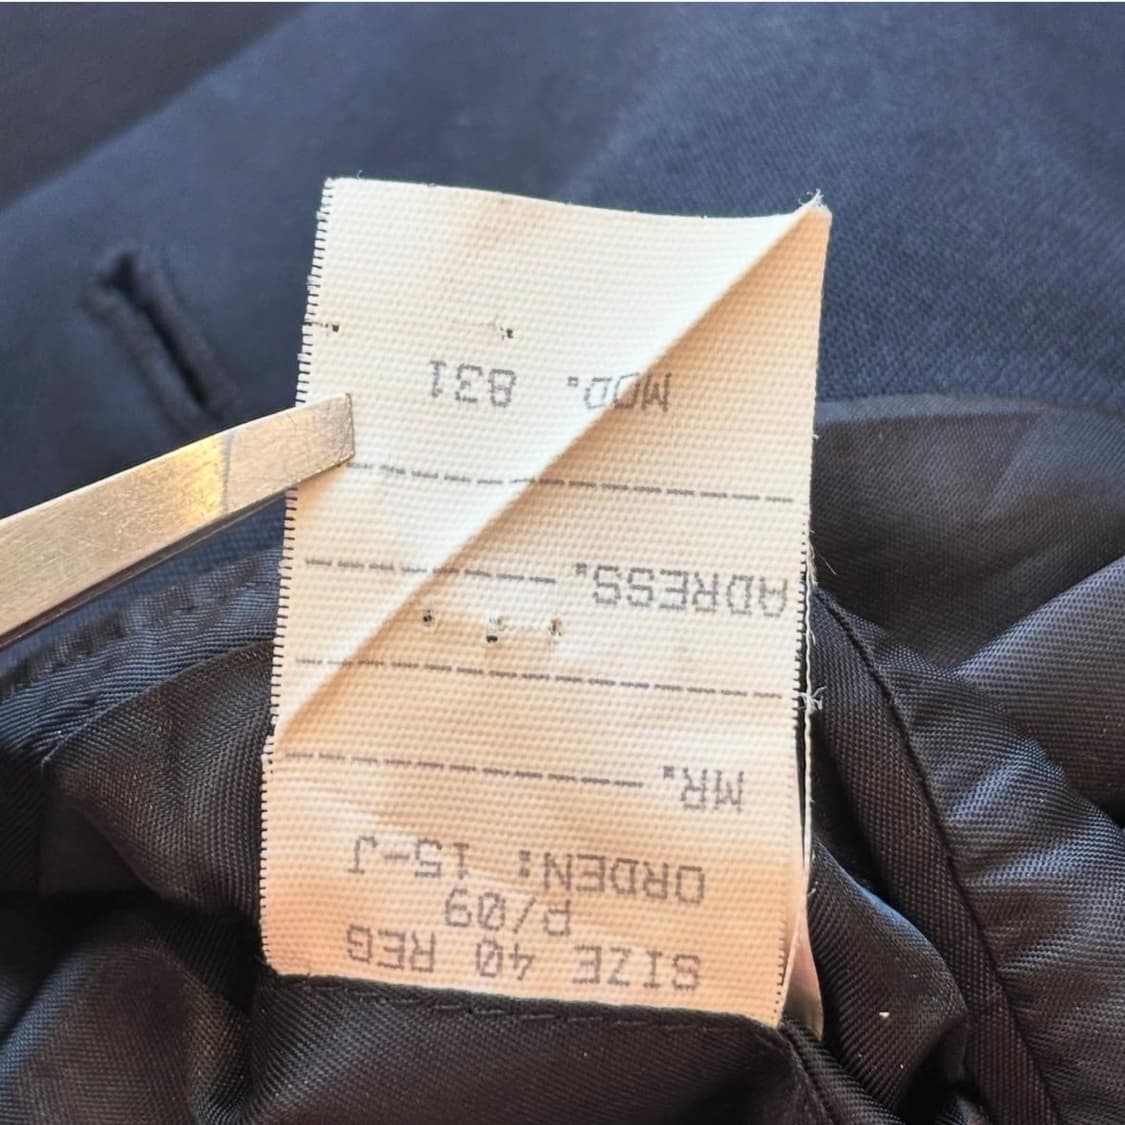 SIZE 40 REG
P/09
ORDEN: 15-J
MR.
ADRESS.
MOD. 831